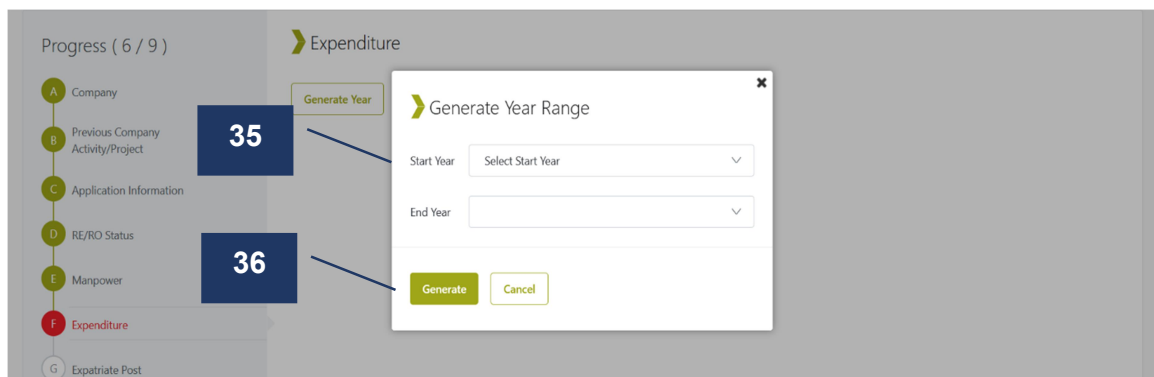 Progress ( 6 / 9 )
A Company
B Previous Company
Activity/Project
C Application Information
D RE/RO Status
E Manpower
F Expenditure
G Expatriate Post
Expenditure
Generate Year
35
36
Generate Year Range
Start Year Select Start Year
End Year
Generate Cancel